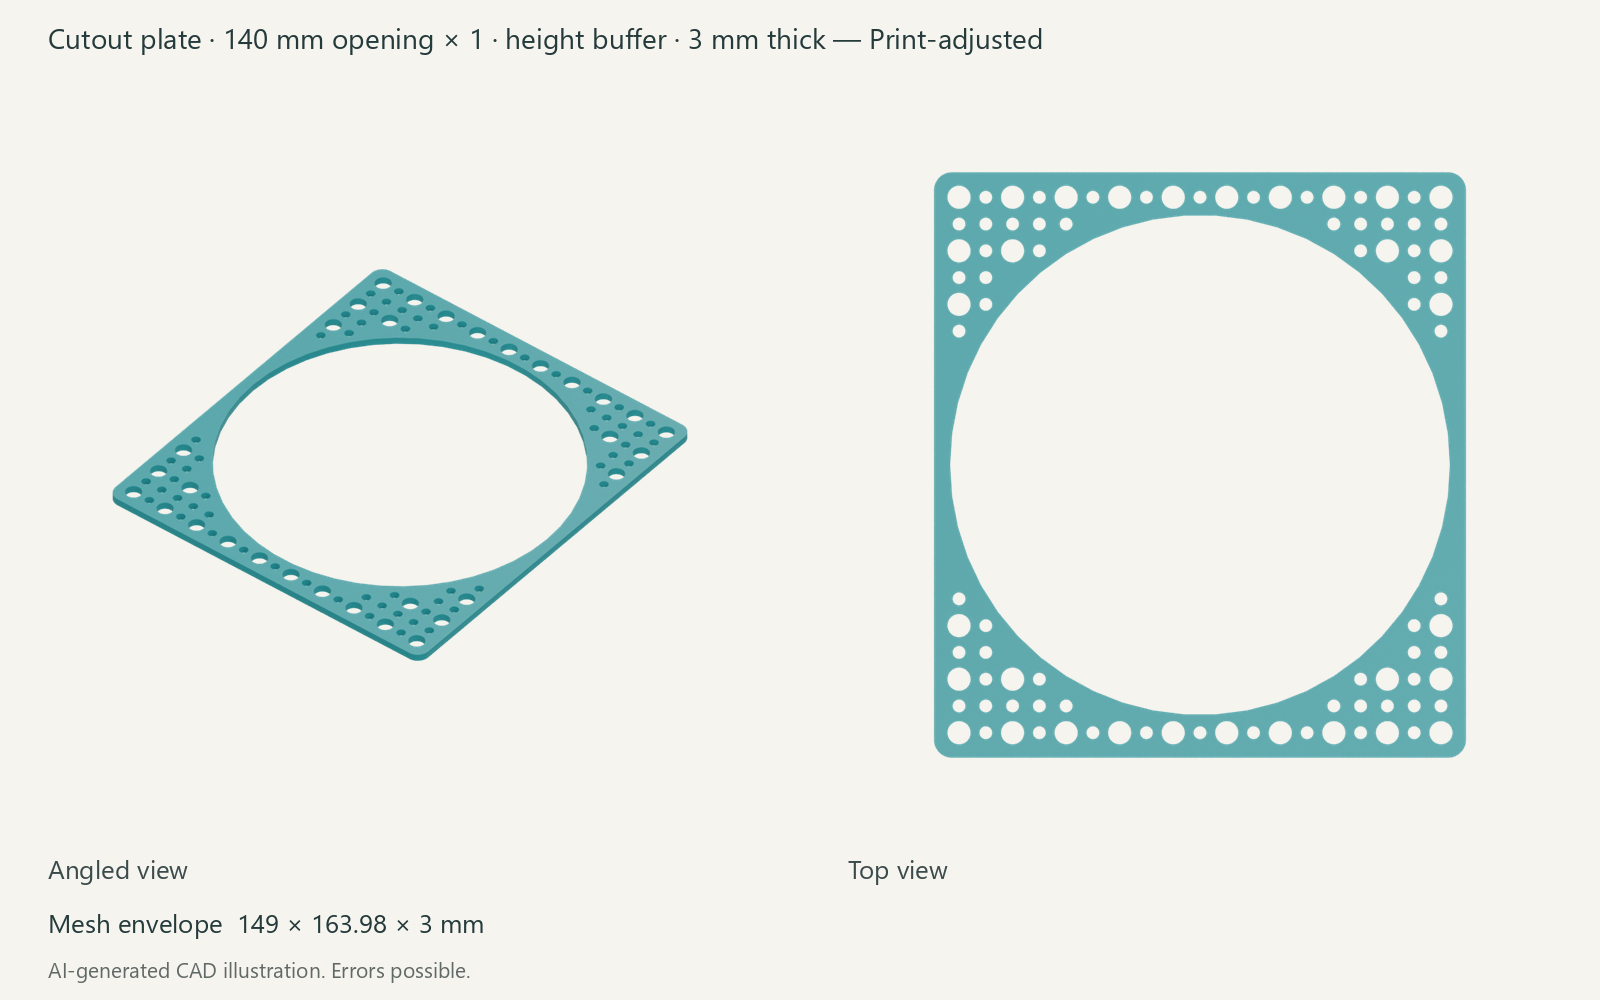 Cutout plate · 140 mm opening × 1 · height buffer · 3 mm thick — Print-adjusted
Angled view
Top view
Mesh envelope 149 × 163.98 × 3 mm
AI-generated CAD illustration. Errors possible.